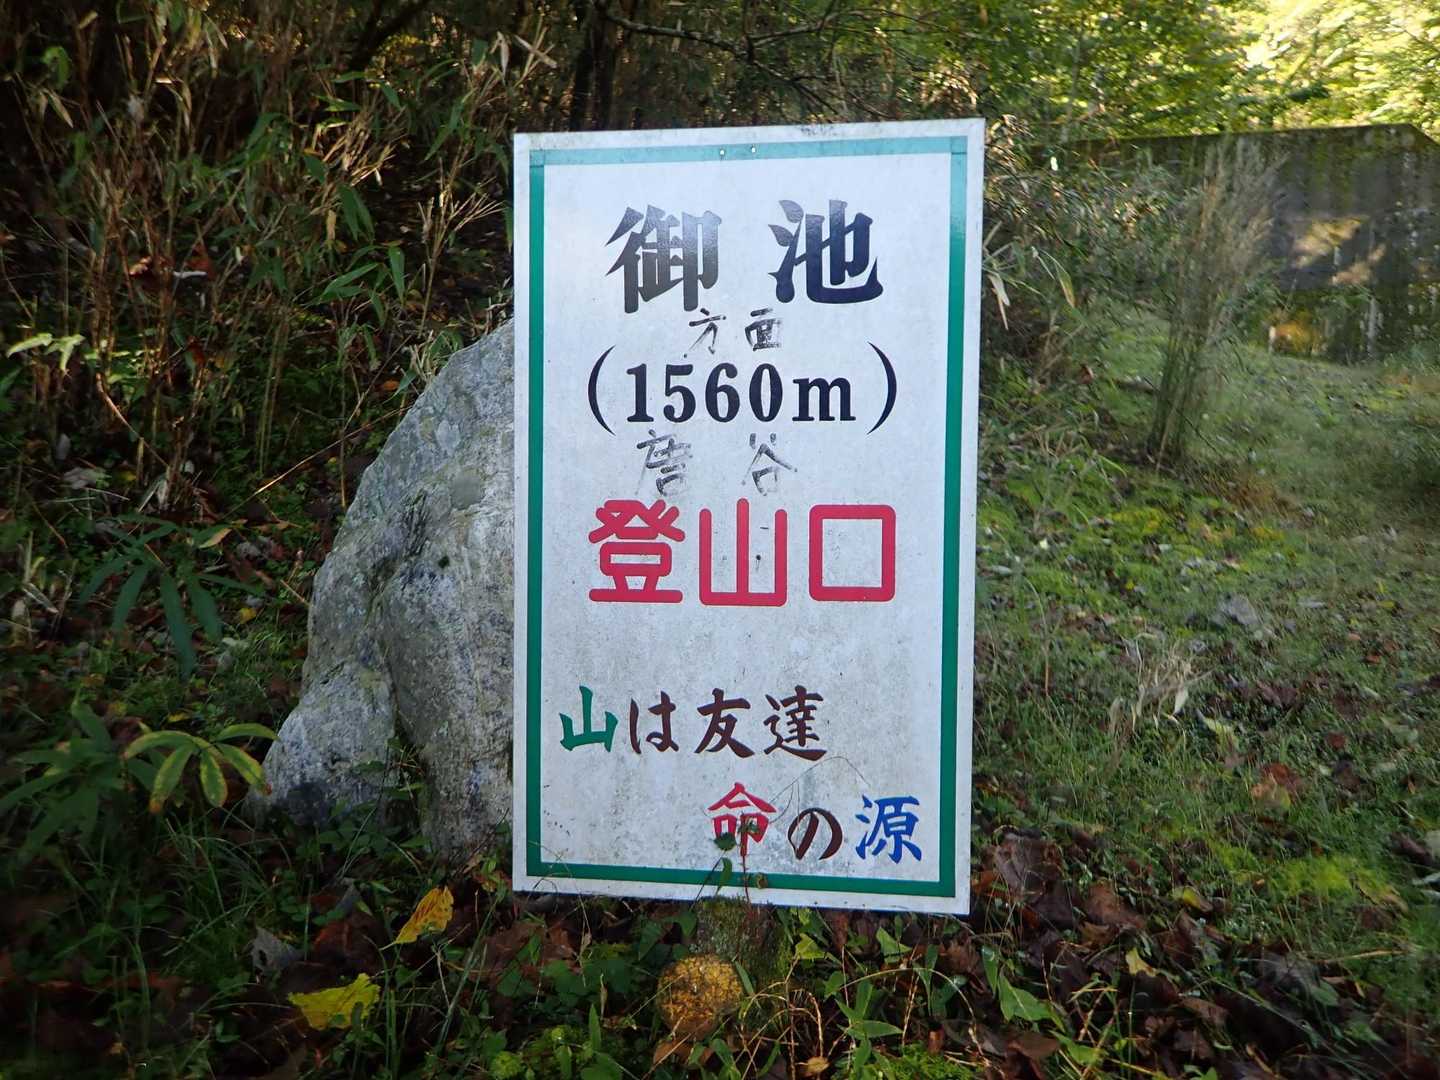 御池
方面
(1560m)
唐谷
登山口
山は友達
命の源